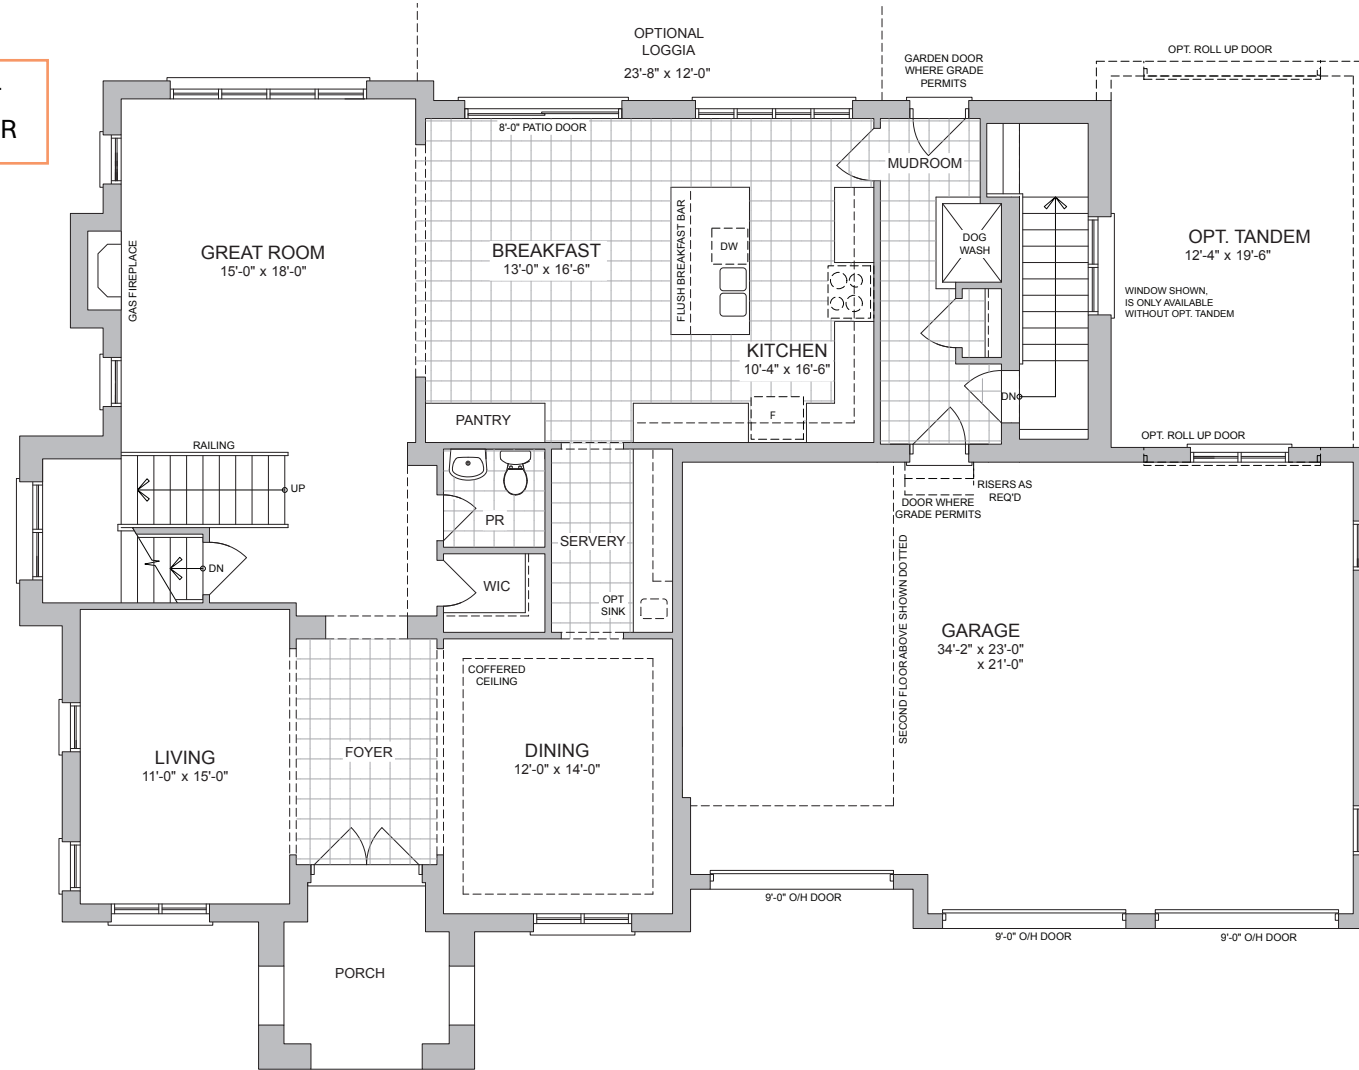 R
OPTIONAL
LOGGIA
23'-8" x 12'-0"
GARDEN DOOR
WHERE GRADE
PERMITS
OPT. ROLL UP DOOR
8'-0" PATIO DOOR
MUDROOM
GREAT ROOM
15'-0" x 18'-0"
GAS FIREPLACE
BREAKFAST
13'-0" x 16'-6"
FLUSH BREAKFAST BAR
DW
DOG
WASH
OPT. TANDEM
12'-4" x 19'-6"
WINDOW SHOWN,
IS ONLY AVAILABLE
WITHOUT OPT. TANDEM
KITCHEN
10'-4" x 16'-6"
DN
PANTRY
F
OPT. ROLL UP DOOR
RAILING
UP
PR
SERVERY
RISERS AS
REQ'D
DOOR WHERE
GRADE PERMITS
DN
WIC
OPT
SINK
SECOND FLOOR ABOVE SHOWN DOTTED
GARAGE
34'-2" x 23'-0"
x 21'-0"
COFFERED
CEILING
LIVING
11'-0" x 15'-0"
FOYER
DINING
12'-0" x 14'-0"
9'-0" O/H DOOR
9'-0" O/H DOOR
9'-0" O/H DOOR
PORCH